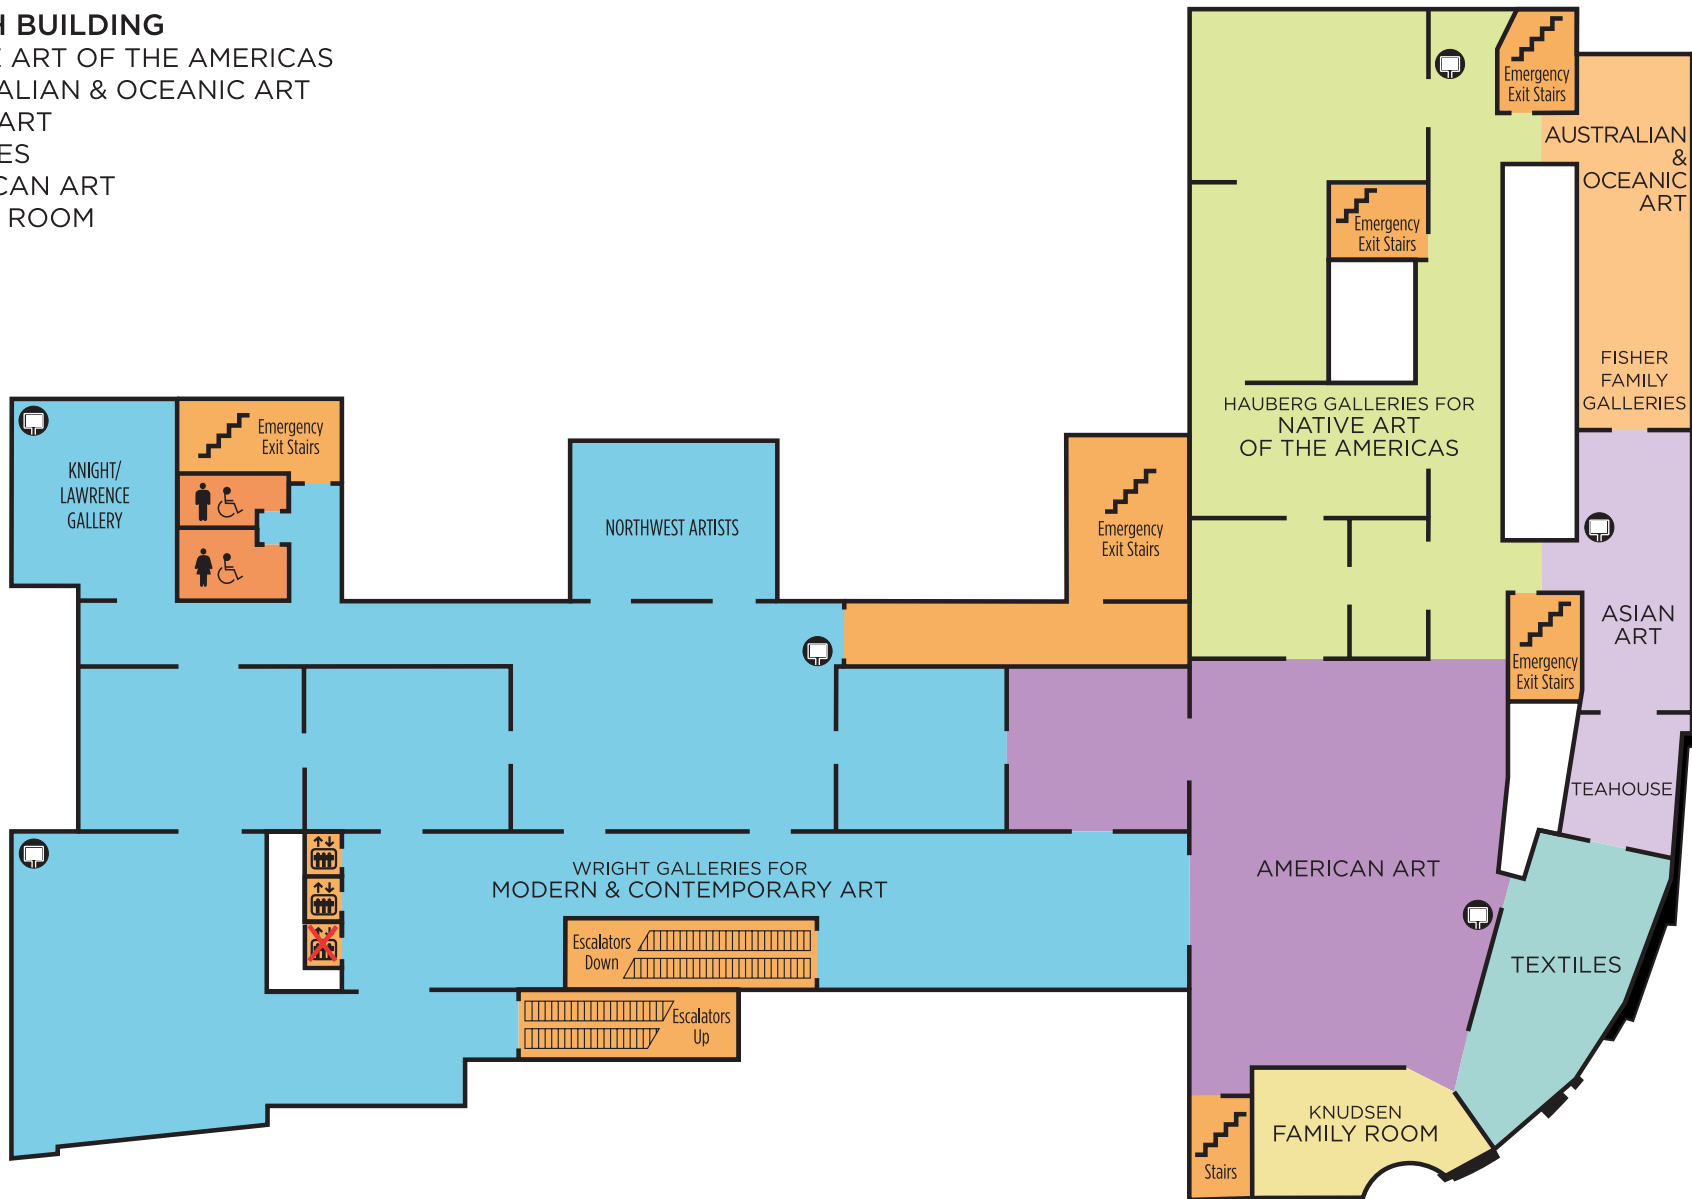 H BUILDING
ART OF THE AMERICAS
ALIAN & OCEANIC ART
ART
ES
CAN ART
ROOM
Emergency
Exit Stairs
AUSTRALIAN
&
OCEANIC
ART
Emergency
Exit Stairs
FISHER
FAMILY
GALLERIES
HAUBERG GALLERIES FOR
NATIVE ART
OF THE AMERICAS
Emergency
Exit Stairs
KNIGHT/
LAWRENCE
GALLERY
NORTHWEST ARTISTS
Emergency
Exit Stairs
ASIAN
ART
Emergency
Exit Stairs
TEAHOUSE
WRIGHT GALLERIES FOR
MODERN & CONTEMPORARY ART
AMERICAN ART
Escalators
Down
TEXTILES
Escalators
Up
KNUDSEN
FAMILY ROOM
Stairs